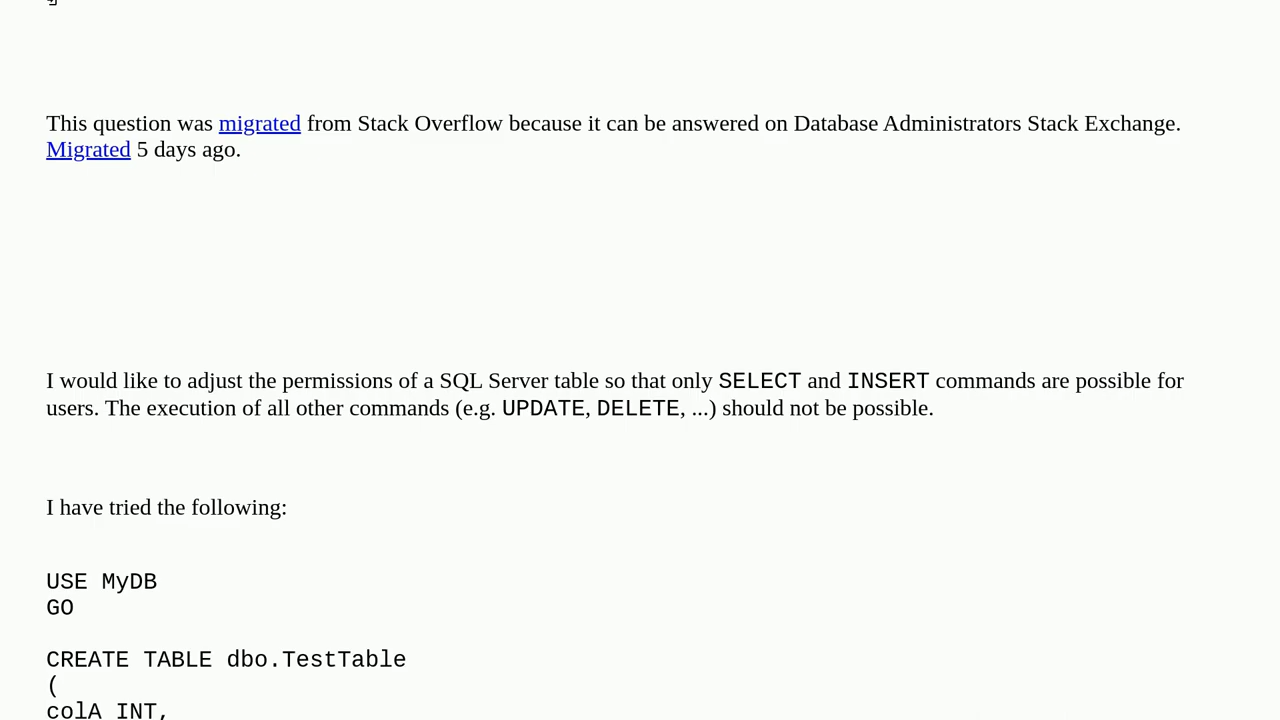 This question was migrated from Stack Overflow because it can be answered on Database Administrators Stack Exchange.
Migrated 5 days ago.
I would like to adjust the permissions of a SQL Server table so that only SELECT and INSERT commands are possible for
users. The execution of all other commands (e.g. UPDATE, DELETE, ...) should not be possible.
I have tried the following:
USE MyDB
GO
CREATE TABLE dbo.TestTable
(
colA INT,